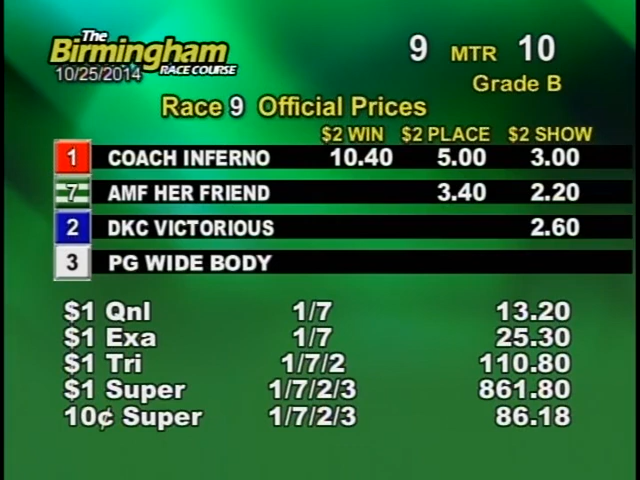 The
Birmingham
10/25/2014 RACE COURSE
9 MTR 10
Grade B
Race 9 Official Prices
$2 WIN $2 PLACE $2 SHOW
1 COACH INFERNO 10.40 5.00 3.00
7 AMF HER FRIEND 3.40 2.20
2 DKC VICTORIOUS 2.60
3 PG WIDE BODY
$1 Qnl 1/7 13.20
$1 Exa 1/7 25.30
$1 Tri 1/7/2 110.80
$1 Super 1/7/2/3 861.80
10¢ Super 1/7/2/3 86.18